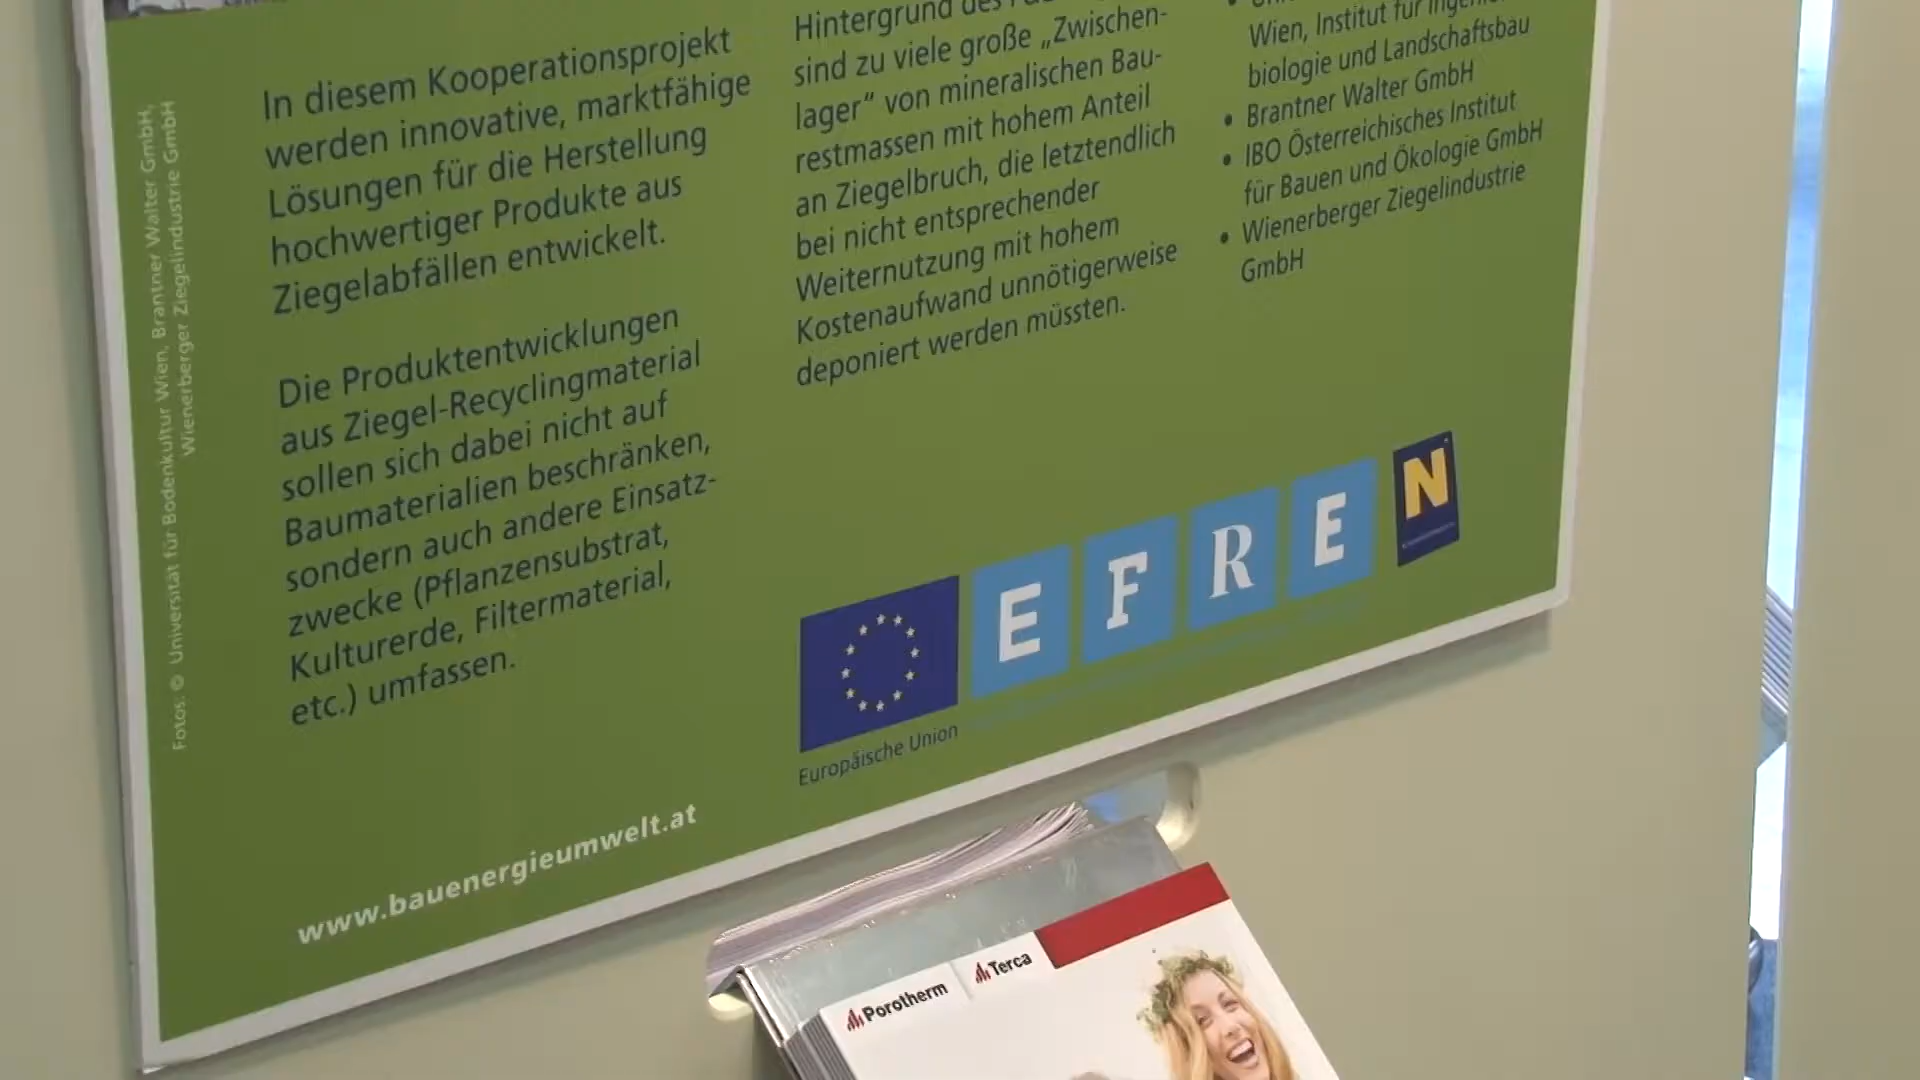 In diesem Kooperationsprojekt
werden innovative, marktfähige
Lösungen für die Herstellung
hochwertiger Produkte aus
Ziegelabfällen entwickelt.
Die Produktentwicklungen
aus Ziegel-Recyclingmaterial
sollen sich dabei nicht auf
Baumaterialien beschränken,
sondern auch andere Einsatz-
zwecke (Pflanzensubstrat,
Kulturerde, Filtermaterial,
etc.) umfassen.
Hintergrund des
sind zu viele große „Zwischen-
lager“ von mineralischen Bau-
restmassen mit hohem Anteil
an Ziegelbruch, die letztendlich
bei nicht entsprechender
Weiternutzung mit hohem
Kostenaufwand unnötigerweise
deponiert werden müssten.
Wien, Institut für
biologie und Landschaftsbau
• Brantner Walter GmbH
• IBO Österreichisches Institut
für Bauen und Ökologie GmbH
• Wienerberger Ziegelindustrie
GmbH
Fotos: © Universität für Bodenkultur Wien, Brantner Walter GmbH,
Wienerberger Ziegelindustrie GmbH
EFRE
N
Europäische Union
www.bauenergieumwelt.at
Porotherm
Terca